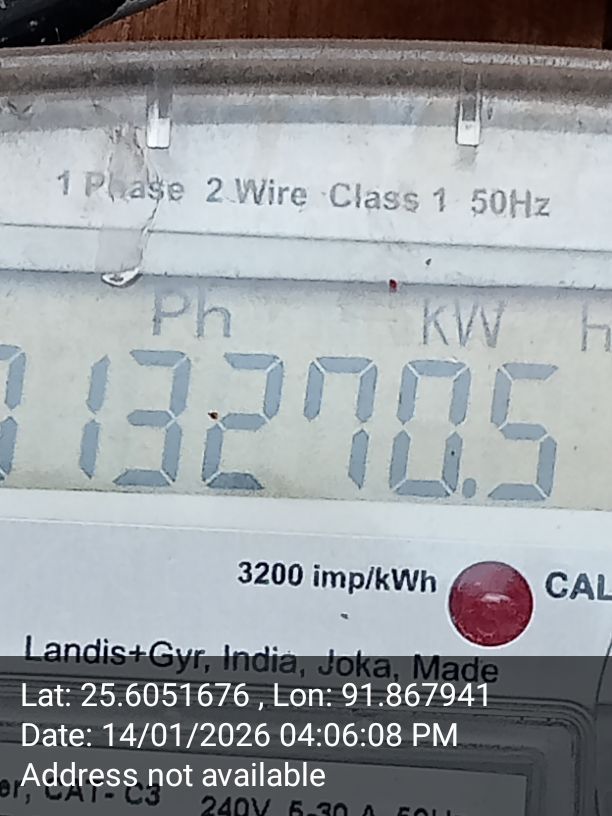 1 Phase 2 Wire Class 1 50Hz
Ph KW H
13270.5
3200 imp/kWh CAL
Landis+Gyr, India, Joka, Made
Lat: 25.6051676 , Lon: 91.867941
Date: 14/01/2026 04:06:08 PM
Address not available
er, CAT- C3 240V 5-30 A 50Hz